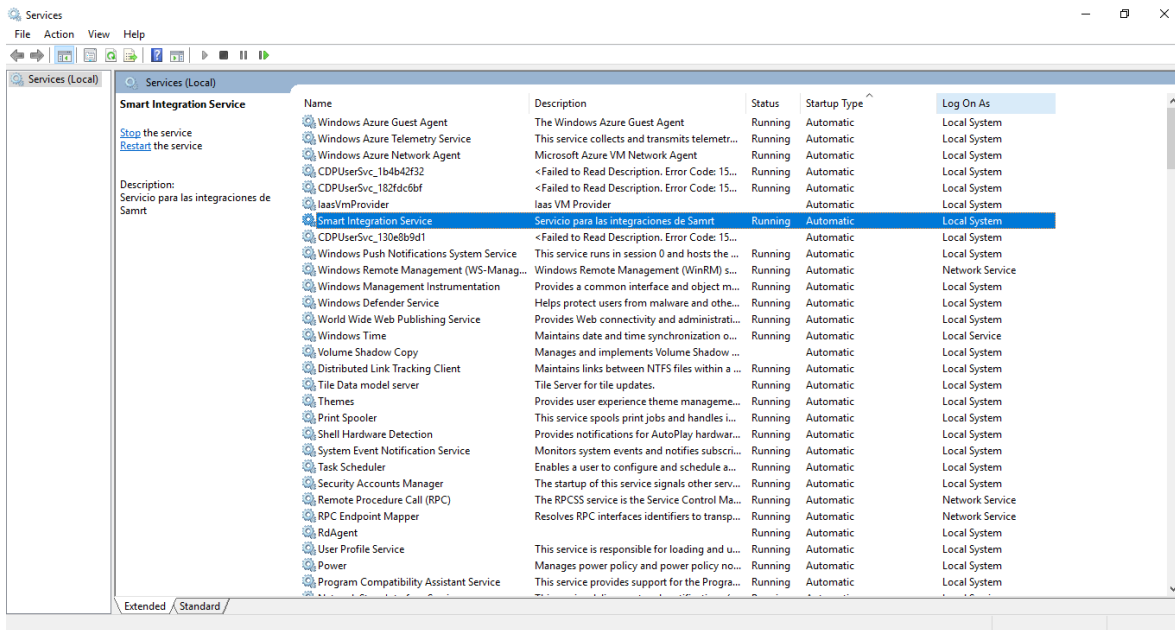 Services
File Action View Help
Services (Local)
Services (Local)
Smart Integration Service
Stop the service
Restart the service
Description:
Servicio para las integraciones de
Samrt
Name Description Status Startup Type Log On As
Windows Azure Guest Agent The Windows Azure Guest Agent Running Automatic Local System
Windows Azure Telemetry Service This service collects and transmits telemetr... Running Automatic Local System
Windows Azure Network Agent Microsoft Azure VM Network Agent Running Automatic Local System
CDPUserSvc_1b4b42f32 <Failed to Read Description. Error Code: 15... Running Automatic Local System
CDPUserSvc_182fdc6bf <Failed to Read Description. Error Code: 15... Running Automatic Local System
IaasVmProvider Iaas VM Provider Automatic Local System
Smart Integration Service Servicio para las integraciones de Samrt Running Automatic Local System
CDPUserSvc_130e8b9d1 <Failed to Read Description. Error Code: 15... Automatic Local System
Windows Push Notifications System Service This service runs in session 0 and hosts the ... Running Automatic Local System
Windows Remote Management (WS-Manag... Windows Remote Management (WinRM) s... Running Automatic Network Service
Windows Management Instrumentation Provides a common interface and object m... Running Automatic Local System
Windows Defender Service Helps protect users from malware and othe... Running Automatic Local System
World Wide Web Publishing Service Provides Web connectivity and administrati... Running Automatic Local System
Windows Time Maintains date and time synchronization o... Running Automatic Local Service
Volume Shadow Copy Manages and implements Volume Shadow ... Automatic Local System
Distributed Link Tracking Client Maintains links between NTFS files within a ... Running Automatic Local System
Tile Data model server Tile Server for tile updates. Running Automatic Local System
Themes Provides user experience theme manageme... Running Automatic Local System
Print Spooler This service spools print jobs and handles i... Running Automatic Local System
Shell Hardware Detection Provides notifications for AutoPlay hardwar... Running Automatic Local System
System Event Notification Service Monitors system events and notifies subscri... Running Automatic Local System
Task Scheduler Enables a user to configure and schedule a... Running Automatic Local System
Security Accounts Manager The startup of this service signals other serv... Running Automatic Local System
Remote Procedure Call (RPC) The RPCSS service is the Service Control Ma... Running Automatic Network Service
RPC Endpoint Mapper Resolves RPC interfaces identifiers to transp... Running Automatic Network Service
RdAgent Running Automatic Local System
User Profile Service This service is responsible for loading and u... Running Automatic Local System
Power Manages power policy and power policy no... Running Automatic Local System
Program Compatibility Assistant Service This service provides support for the Progra... Running Automatic Local System
Extended Standard